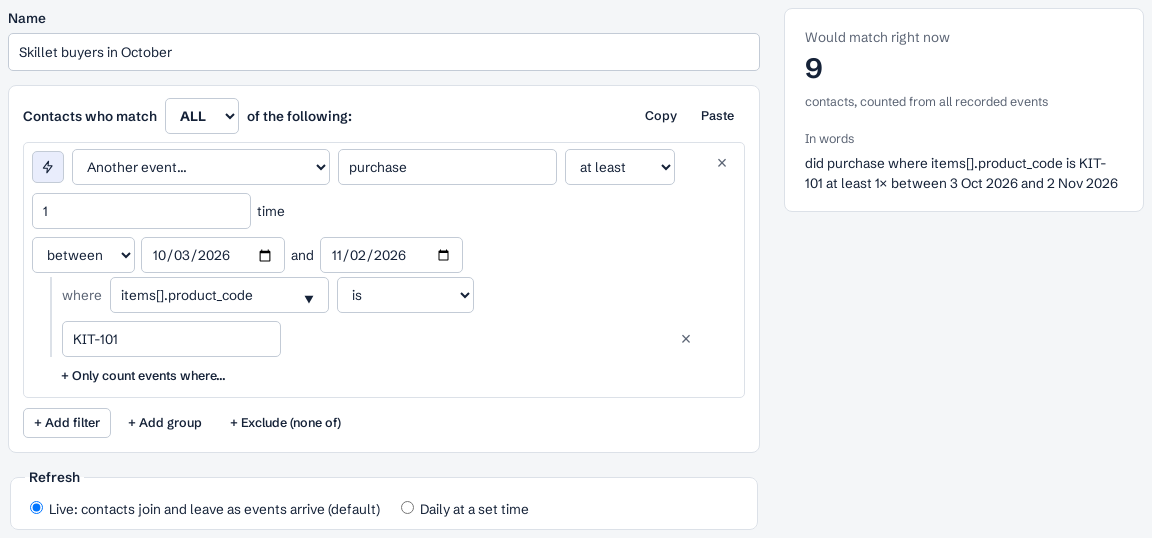 Name
Skillet buyers in October
Contacts who match ALL of the following: Copy Paste
Another event... purchase at least ×
1 time
between 10/03/2026 and 11/02/2026
where items[].product_code is
KIT-101 ×
+ Only count events where...
+ Add filter + Add group + Exclude (none of)
Refresh
Live: contacts join and leave as events arrive (default) Daily at a set time
Would match right now
9
contacts, counted from all recorded events
In words
did purchase where items[].product_code is KIT-
101 at least 1× between 3 Oct 2026 and 2 Nov 2026